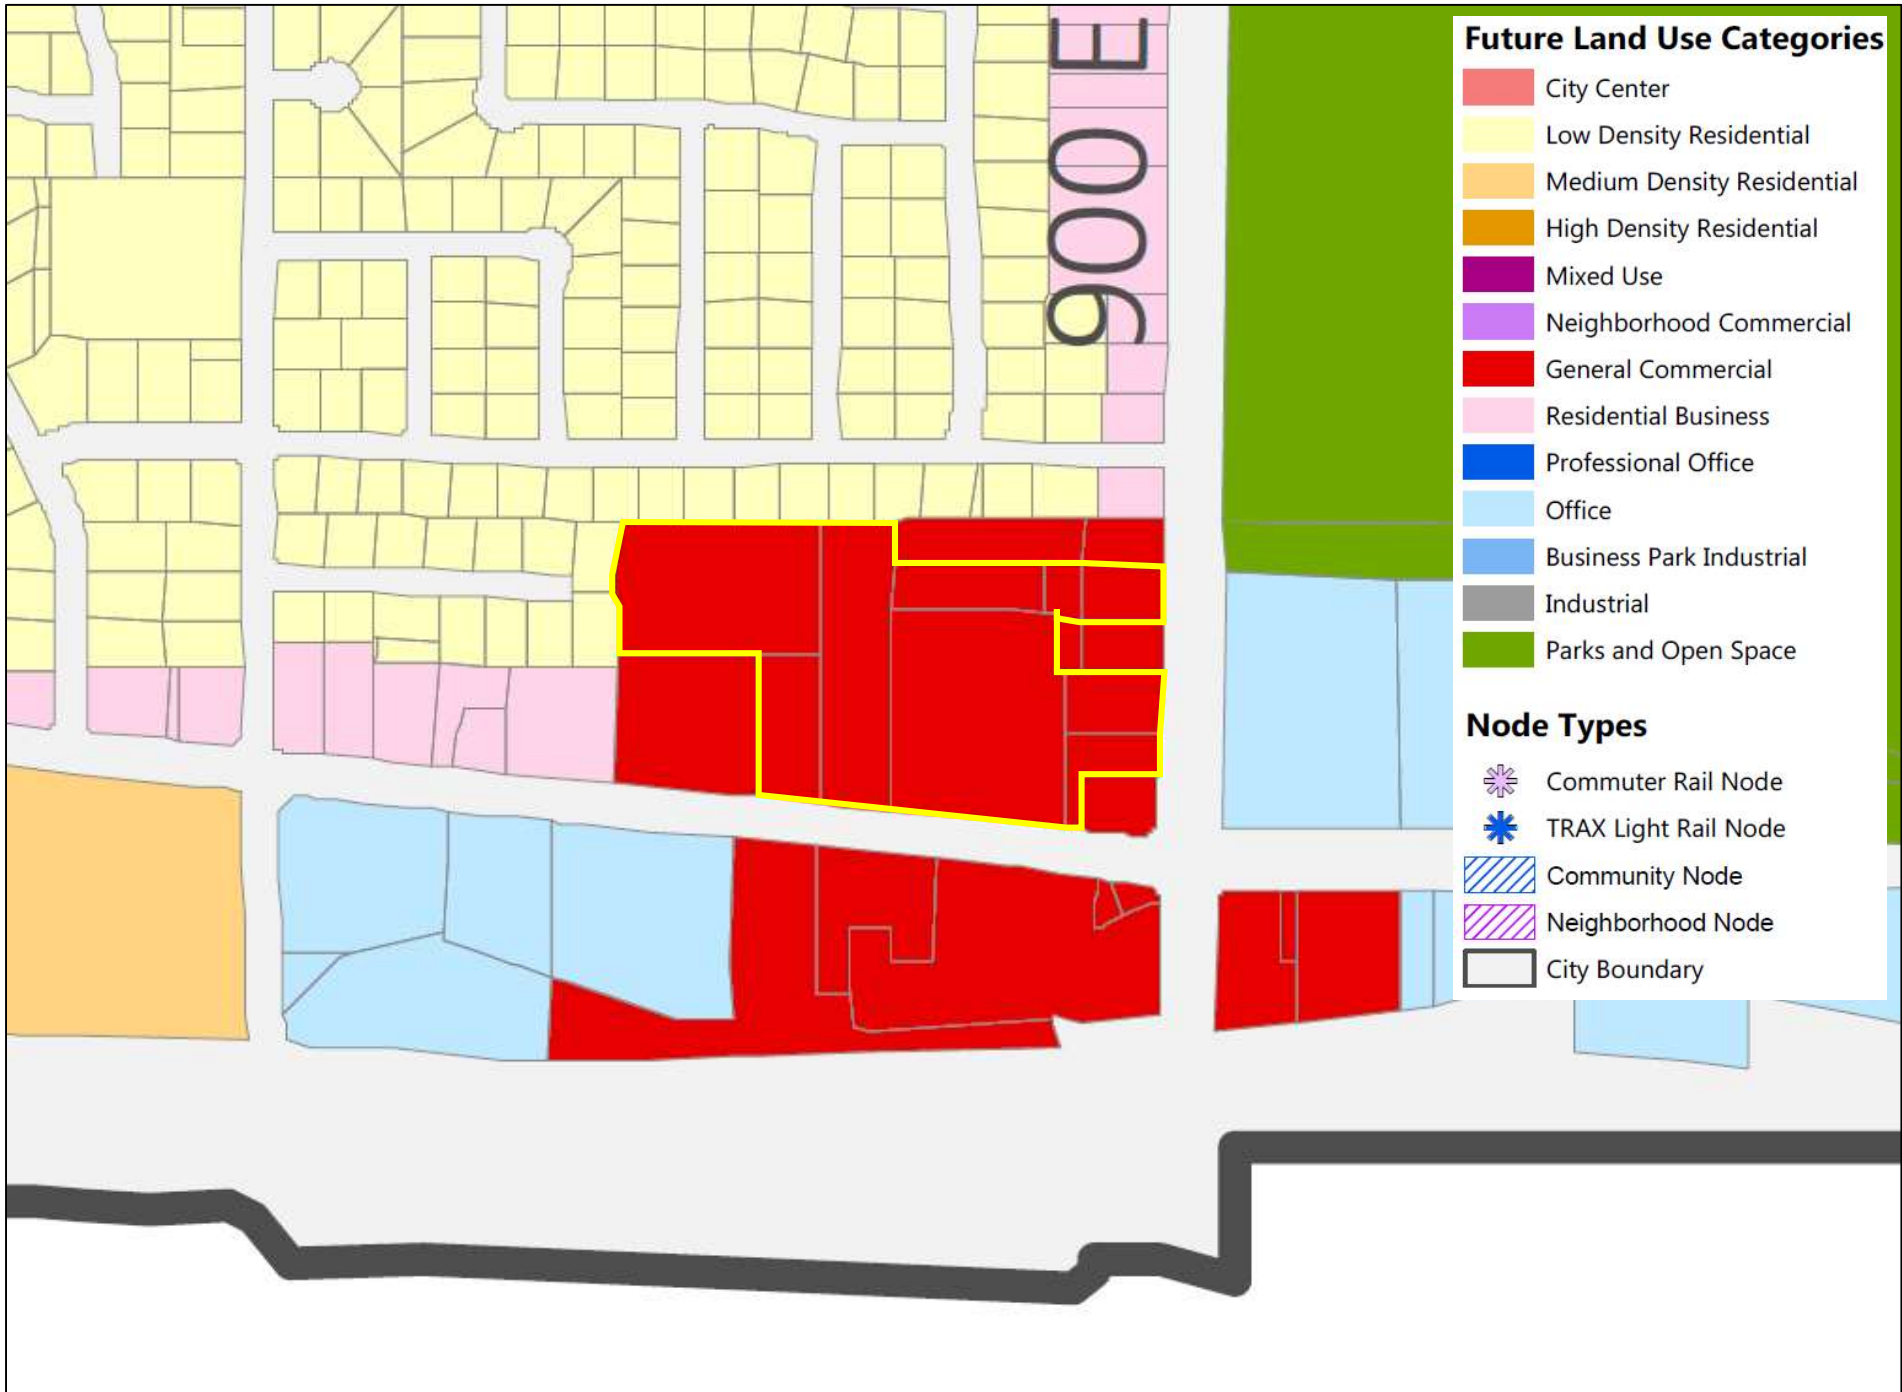 900 E
Future Land Use Categories
City Center
Low Density Residential
Medium Density Residential
High Density Residential
Mixed Use
Neighborhood Commercial
General Commercial
Residential Business
Professional Office
Office
Business Park Industrial
Industrial
Parks and Open Space
Node Types
Commuter Rail Node
TRAX Light Rail Node
Community Node
Neighborhood Node
City Boundary